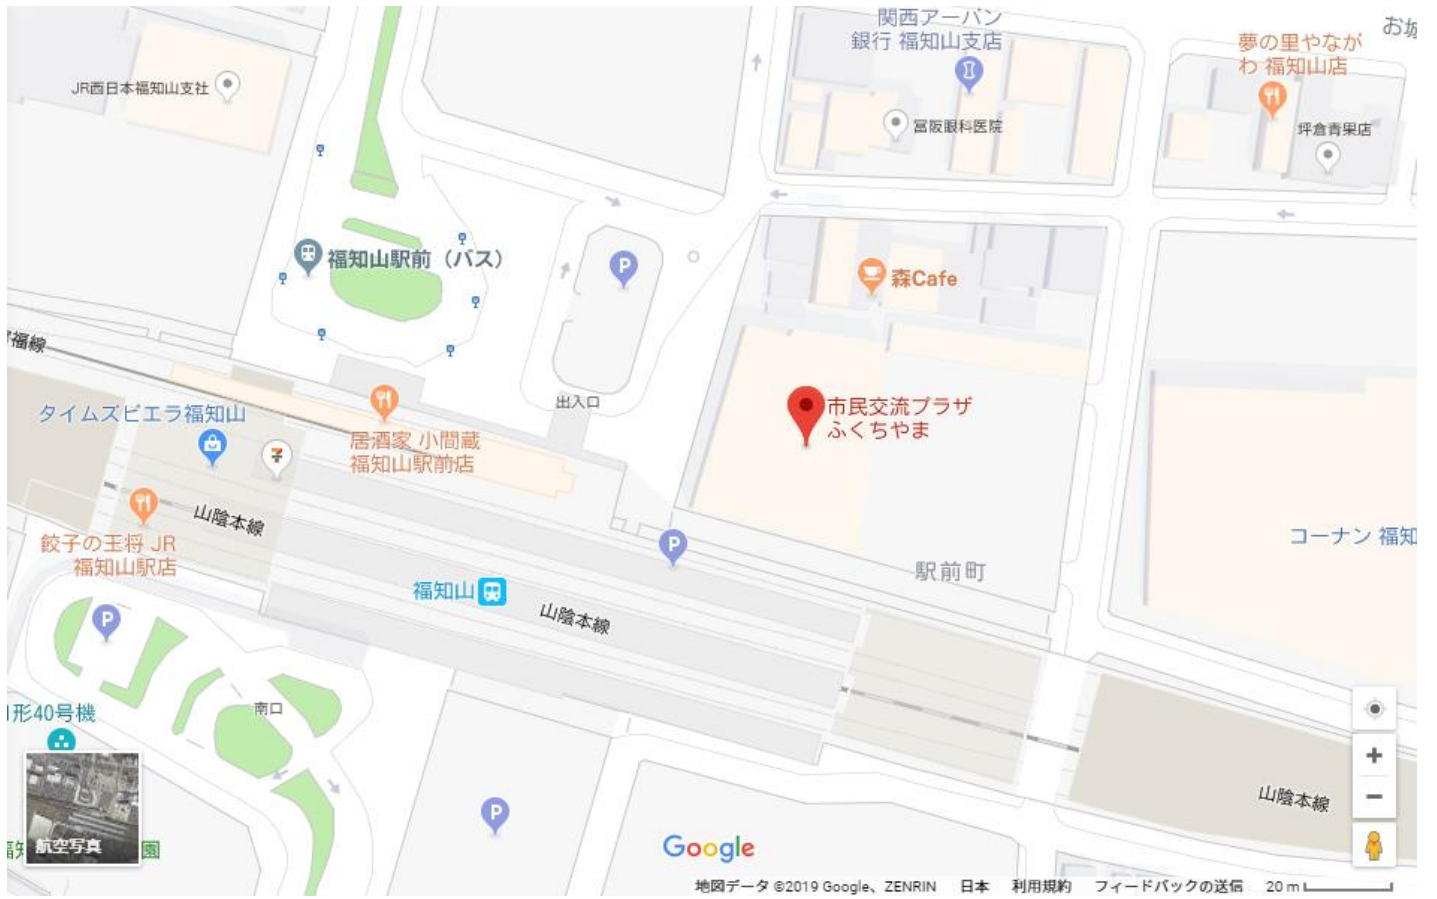 関西アーバン
銀行 福知山支店
夢の里やなが
わ 福知山店
JR西日本福知山支社
冨阪眼科医院
坪倉青果店
福知山駅前（バス）
P
森Cafe
福線
出入口
タイムズビエラ福知山
居酒家 小間蔵
福知山駅前店
市民交流プラザ
ふくちやま
山陰本線
餃子の王将 JR
福知山駅店
P
コーナン 福知
駅前町
福知山
山陰本線
P
南口
形40号機
山陰本線
P
航空写真
園
Google
地図データ ©2019 Google、ZENRIN 日本 利用規約 フィードバックの送信 20 m